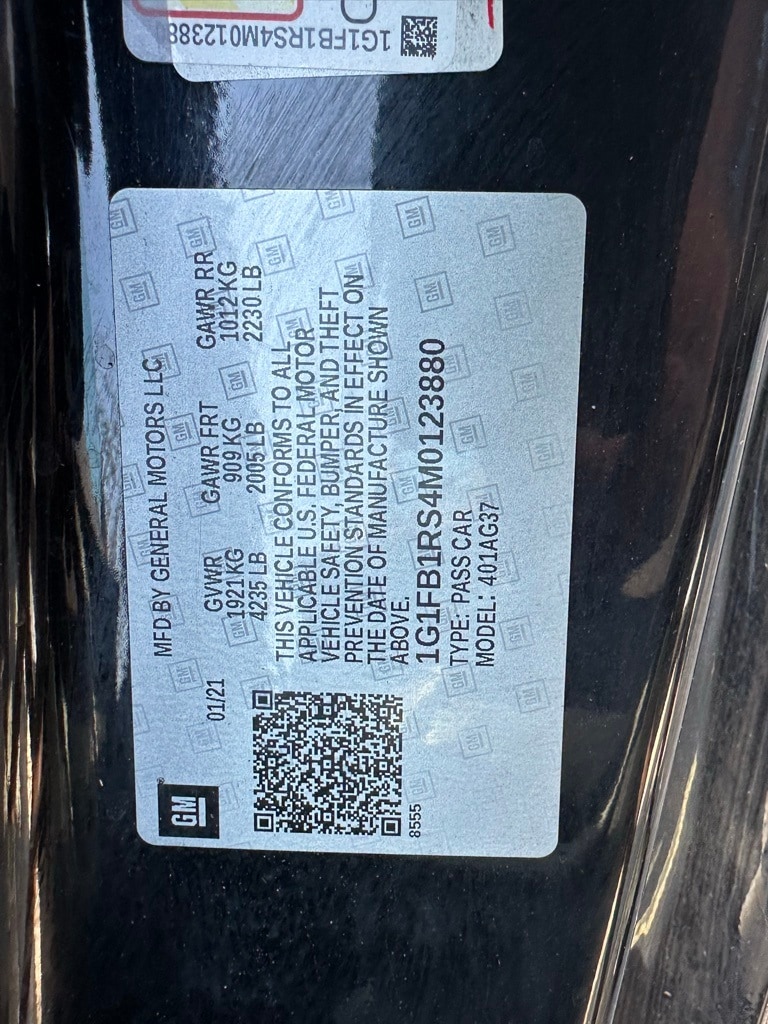 GM
01/21
MFD BY GENERAL MOTORS LLC
GVWR GAWR FRT GAWR RR
1921 KG 909 KG 1012 KG
4235 LB 2005 LB 2230 LB
THIS VEHICLE CONFORMS TO ALL
APPLICABLE U.S. FEDERAL MOTOR
VEHICLE SAFETY, BUMPER, AND THEFT
PREVENTION STANDARDS IN EFFECT ON
THE DATE OF MANUFACTURE SHOWN
ABOVE.
1G1FB1RS4M0123880
TYPE: PASS CAR
MODEL: 401AG37
8555
1G1FB1RS4M012388